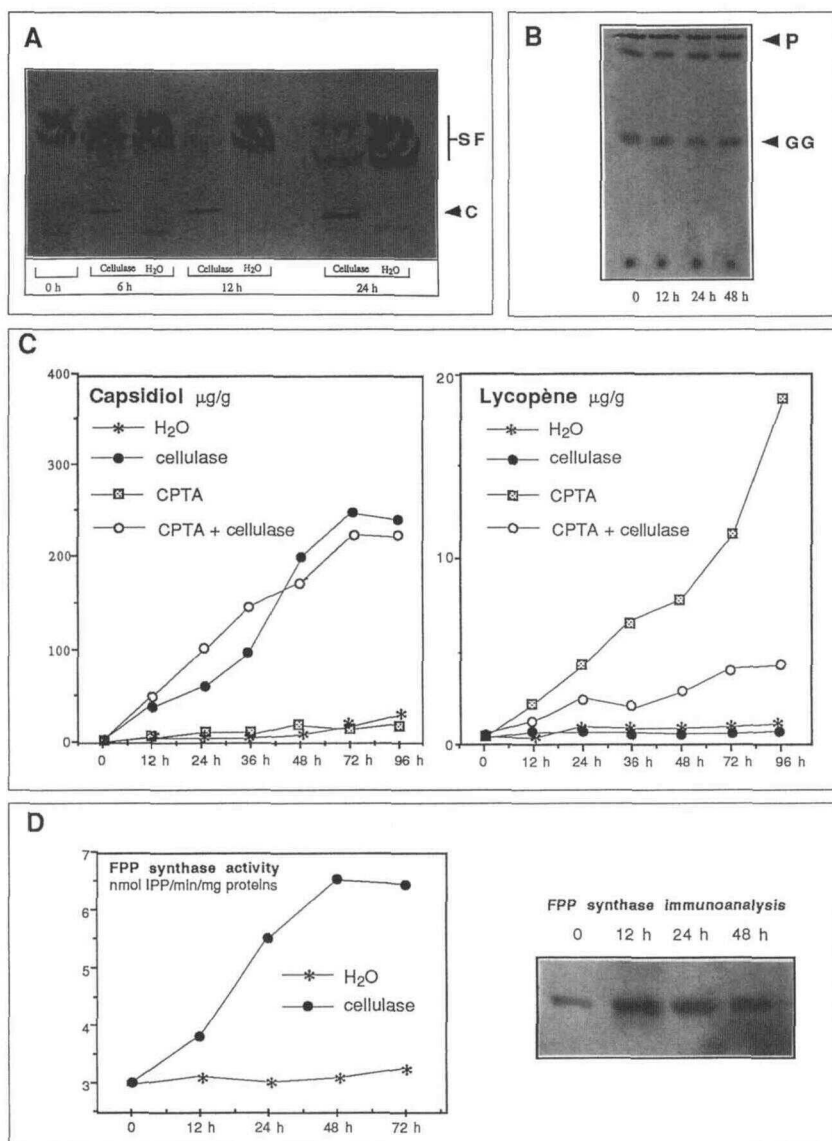 A
SF
C
Cellulase H₂O Cellulase H₂O Cellulase H₂O
0 h 6 h 12 h 24 h
B
P
GG
0 12 h 24 h 48 h
C
400
300
200
100
0
Capsidiol µg/g
H₂O
cellulase
CPTA
CPTA + cellulase
0 12 h 24 h 36 h 48 h 72 h 96 h
20
10
0
Lycopène µg/g
H₂O
cellulase
CPTA
CPTA + cellulase
0 12 h 24 h 36 h 48 h 72 h 96 h
D
7
6
5
4
3
FPP synthase activity
nmol IPP/min/mg proteins
H₂O
cellulase
0 12 h 24 h 48 h 72 h
FPP synthase immunoanalysis
0 12 h 24 h 48 h